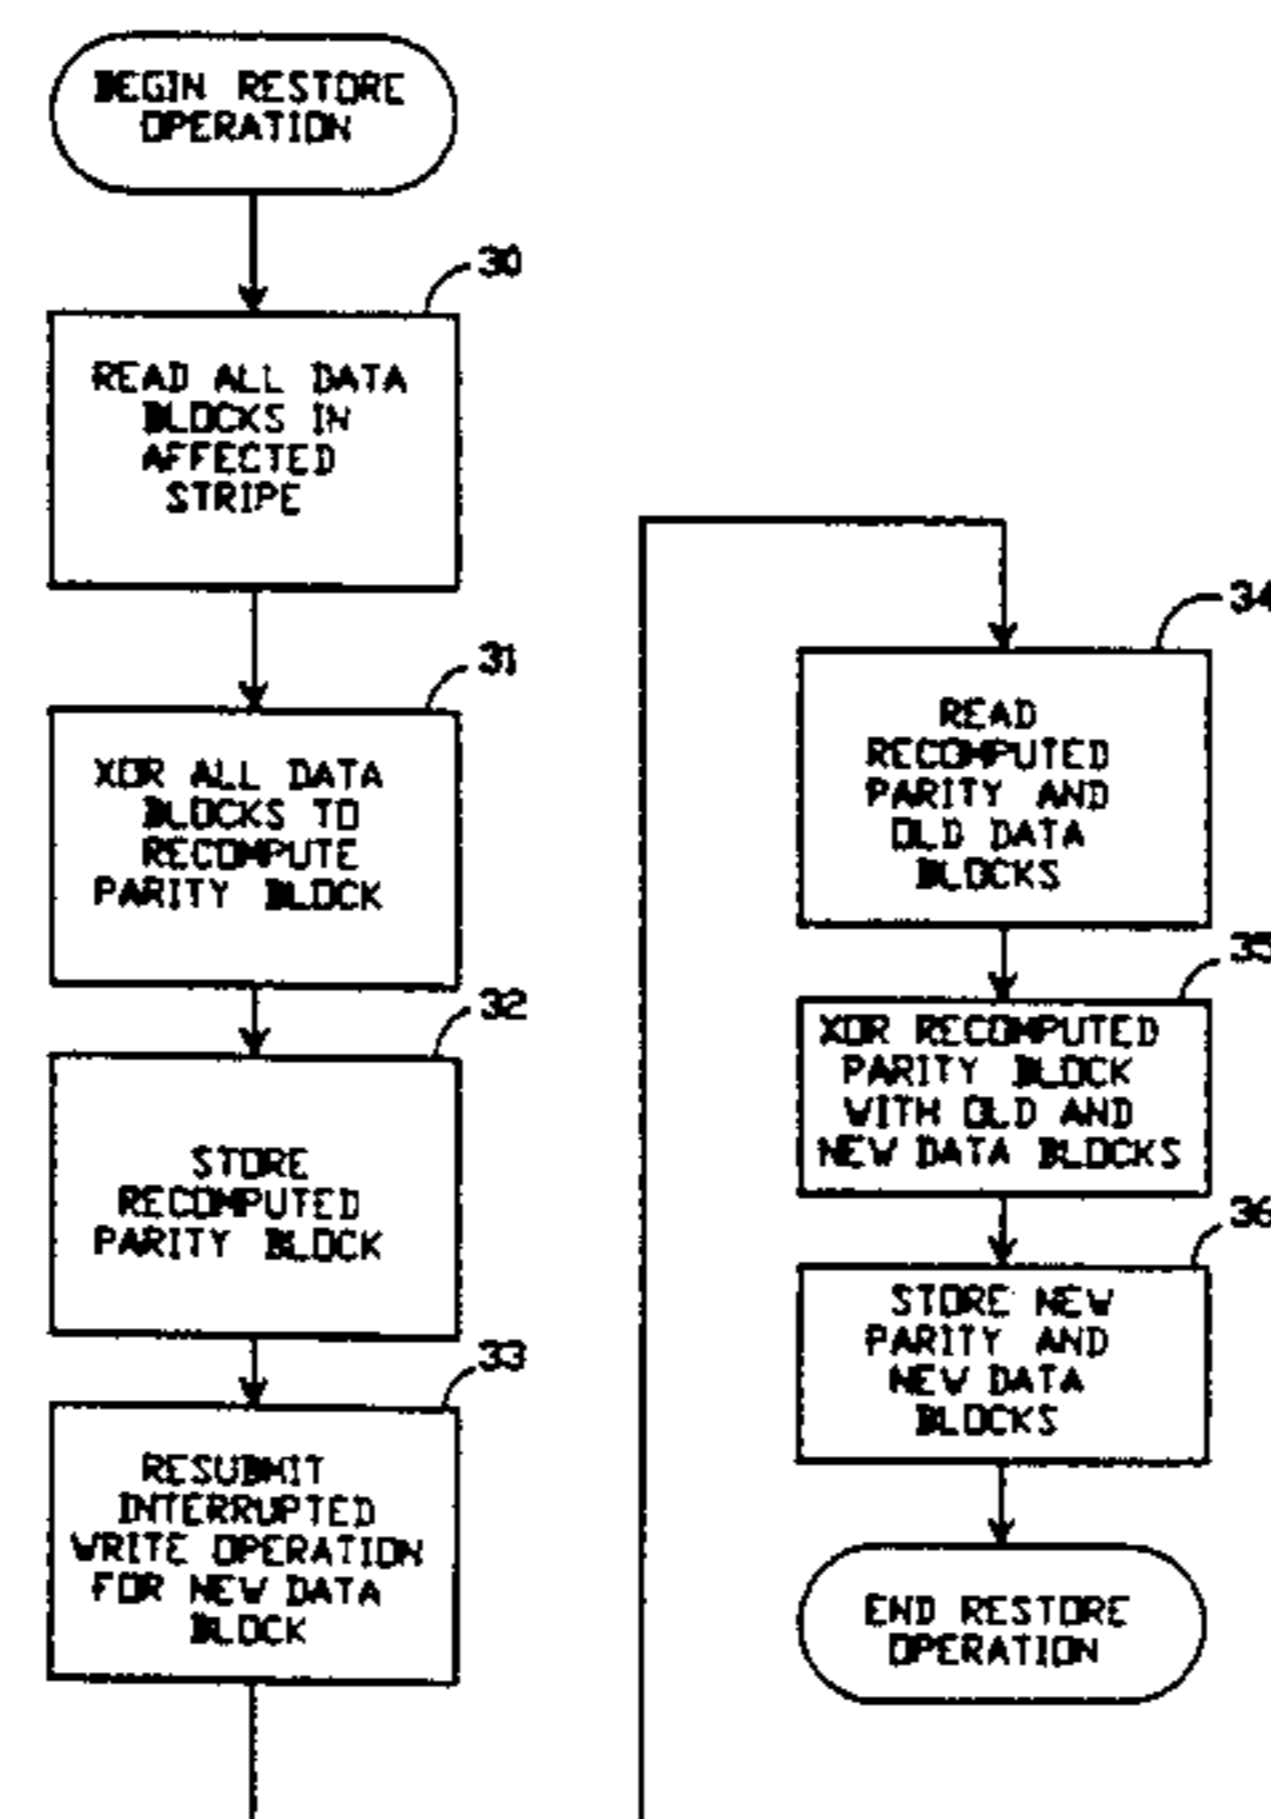 BEGIN RESTORE
OPERATION
30
READ ALL DATA
BLOCKS IN
AFFECTED
STRIPE
31
XOR ALL DATA
BLOCKS TO
RECOMPUTE
PARITY BLOCK
32
STORE
RECOMPUTED
PARITY BLOCK
33
RESUBMIT
INTERRUPTED
WRITE OPERATION
FOR NEW DATA
BLOCK
34
READ
RECOMPUTED
PARITY AND
OLD DATA
BLOCKS
35
XOR RECOMPUTED
PARITY BLOCK
WITH OLD AND
NEW DATA BLOCKS
36
STORE NEW
PARITY AND
NEW DATA
BLOCKS
END RESTORE
OPERATION